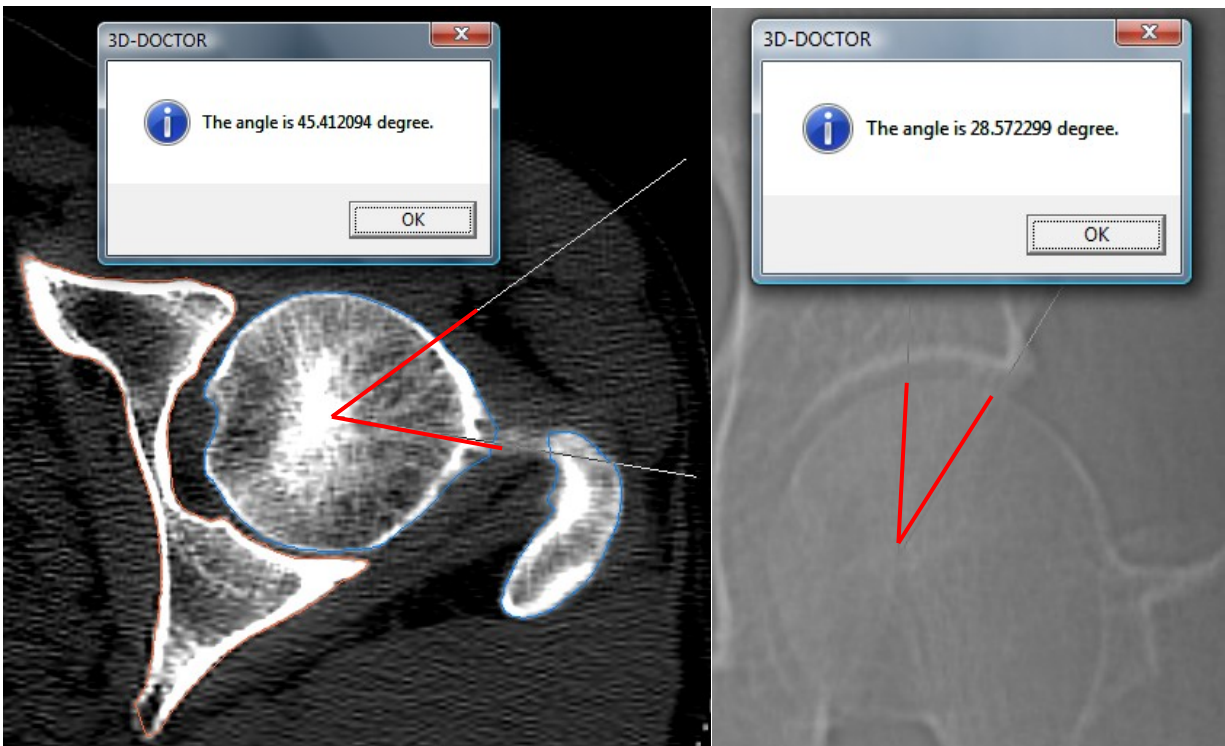 3D-DOCTOR
The angle is 45.412094 degree.
OK
3D-DOCTOR
The angle is 28.572299 degree.
OK